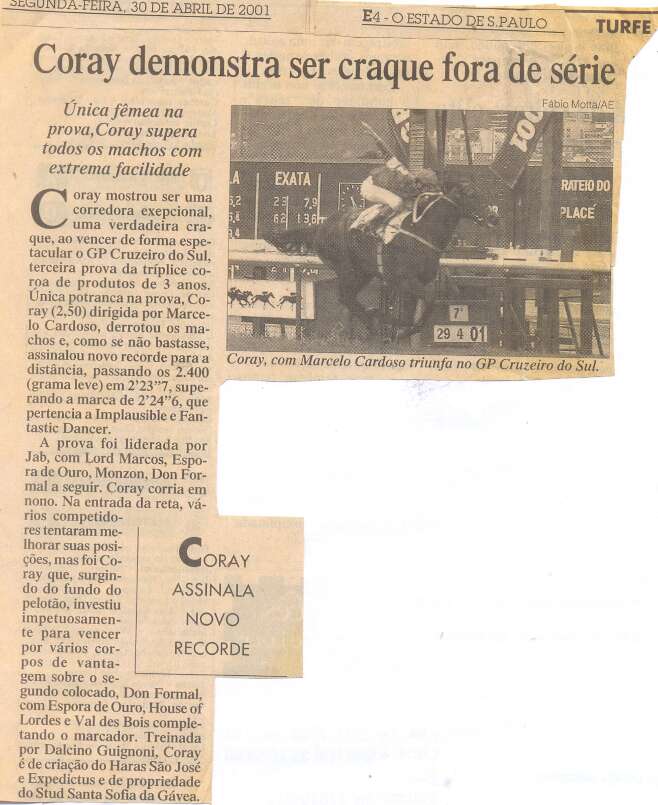 SEGUNDA-FEIRA, 30 DE ABRIL DE 2001
E4 - O ESTADO DE S.PAULO
TURFE
Coray demonstra ser craque fora de série
Única fêmea na
prova,Coray supera
todos os machos com
extrema facilidade
Coray mostrou ser uma
corredora exepcional,
uma verdadeira cra-
que, ao vencer de forma espe-
tacular o GP Cruzeiro do Sul,
terceira prova da tríplice co-
roa de produtos de 3 anos.
Única potranca na prova, Co-
ray (2,50) dirigida por Marce-
lo Cardoso, derrotou os ma-
chos e, como se não bastasse,
assinalou novo recorde para a
distância, passando os 2.400
(grama leve) em 2'23"7, supe-
rando a marca de 2'24"6, que
pertencia a Implausible e Fan-
tastic Dancer.
A prova foi liderada por
Jab, com Lord Marcos, Espo-
ra de Ouro, Monzon, Don For-
mal a seguir. Coray corria em
nono. Na entrada da reta, vá-
rios competido-
res tentaram me-
lhorar suas posi-
ções, mas foi Co-
ray que, surgin-
do do fundo do
pelotão, investiu
impetuosamen-
te para vencer
por vários cor-
pos de vanta-
gem sobre o se-
gundo colocado, Don Formal,
com Espora de Ouro, House of
Lordes e Val des Bois comple-
tando o marcador. Treinada
por Dalcino Guignoni, Coray
é de criação do Haras São José
e Expedictus e de propriedade
do Stud Santa Sofia da Gávea.
CORAY
ASSINALA
NOVO
RECORDE
Fábio Motta/AE
LA
EXATA
RATEIO DO
PLACÉ
001
7º
29 4 01
Coray, com Marcelo Cardoso triunfa no GP Cruzeiro do Sul.